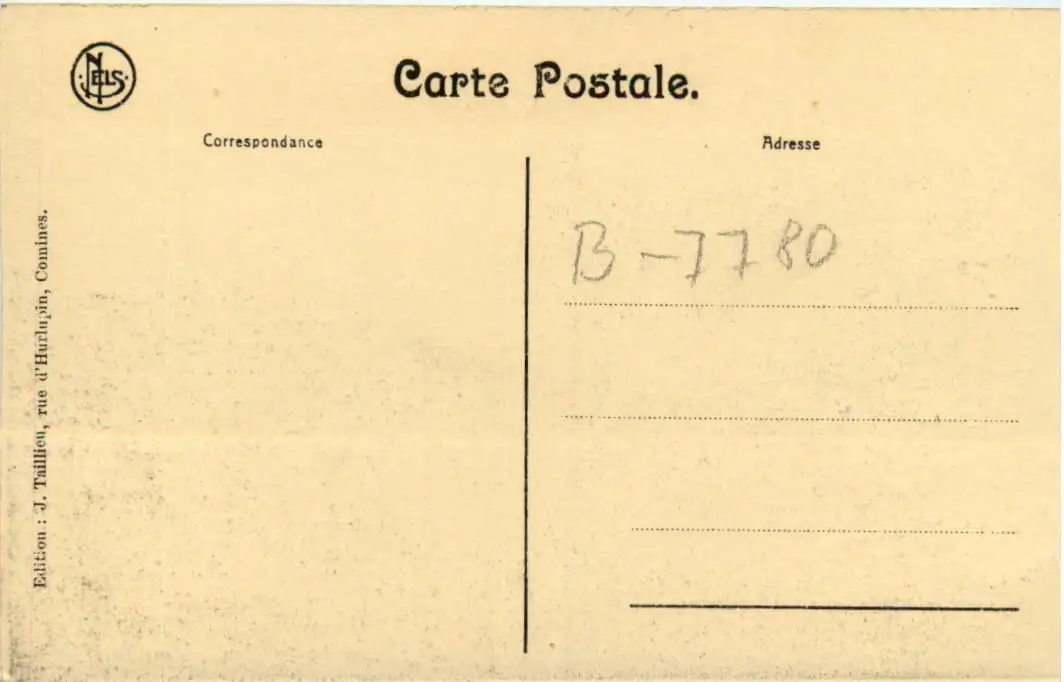 NELS
Carte Postale.
Correspondance
Adresse
B-7780
Edition : J. Taillieu, rue d'Hurlupin, Comines.